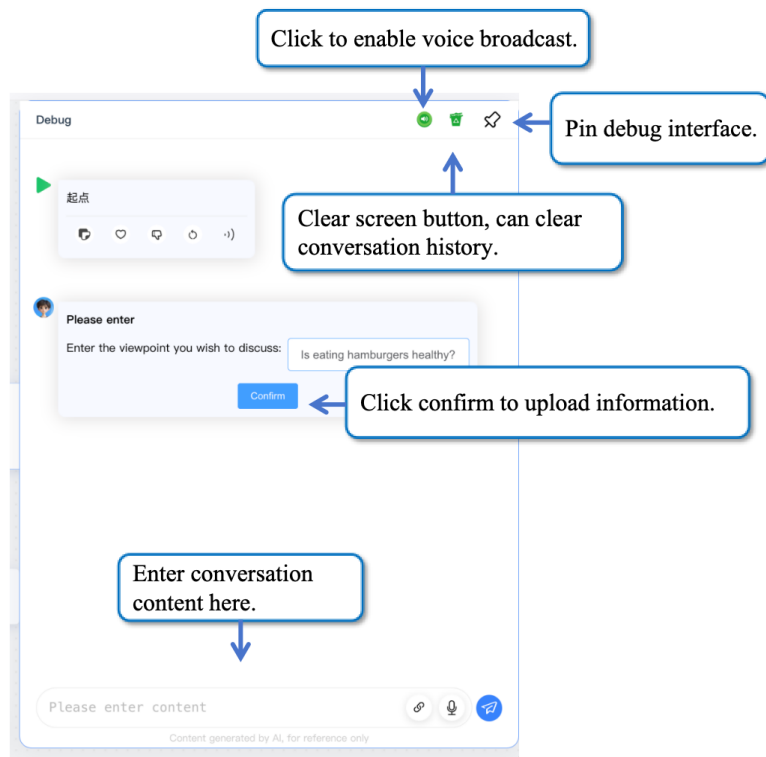 Click to enable voice broadcast.
Debug
Pin debug interface.
起点
Clear screen button, can clear
conversation history.
Please enter
Enter the viewpoint you wish to discuss:
Is eating hamburgers healthy?
Confirm
Click confirm to upload information.
Enter conversation
content here.
Please enter content
Content generated by AI, for reference only